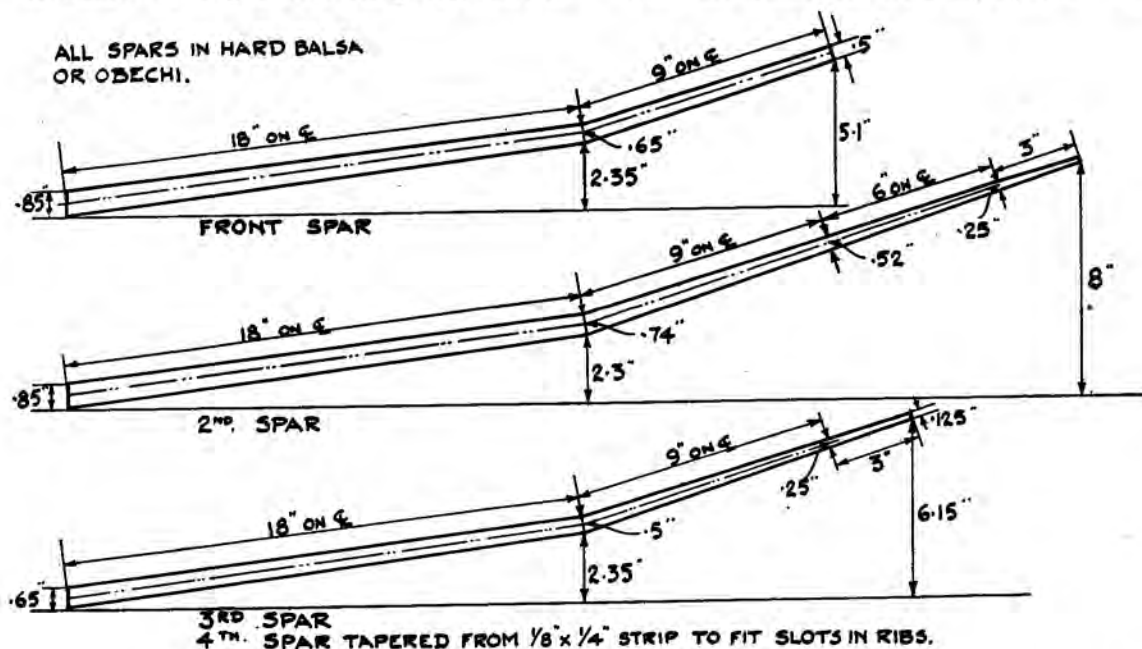 ALL SPARS IN HARD BALSA
OR OBECHI.
9" ON ℄
.5"
18" ON ℄
.65"
5.1"
2.35"
.85"
FRONT SPAR
3"
6" ON ℄
.25"
9" ON ℄
.52"
8"
18" ON ℄
.74"
2.3"
.85"
2ND. SPAR
.125"
9" ON ℄
.25"
3"
18" ON ℄
.5"
6.15"
2.35"
.65"
3RD SPAR
4TH. SPAR TAPERED FROM 1/8" x 1/4" STRIP TO FIT SLOTS IN RIBS.